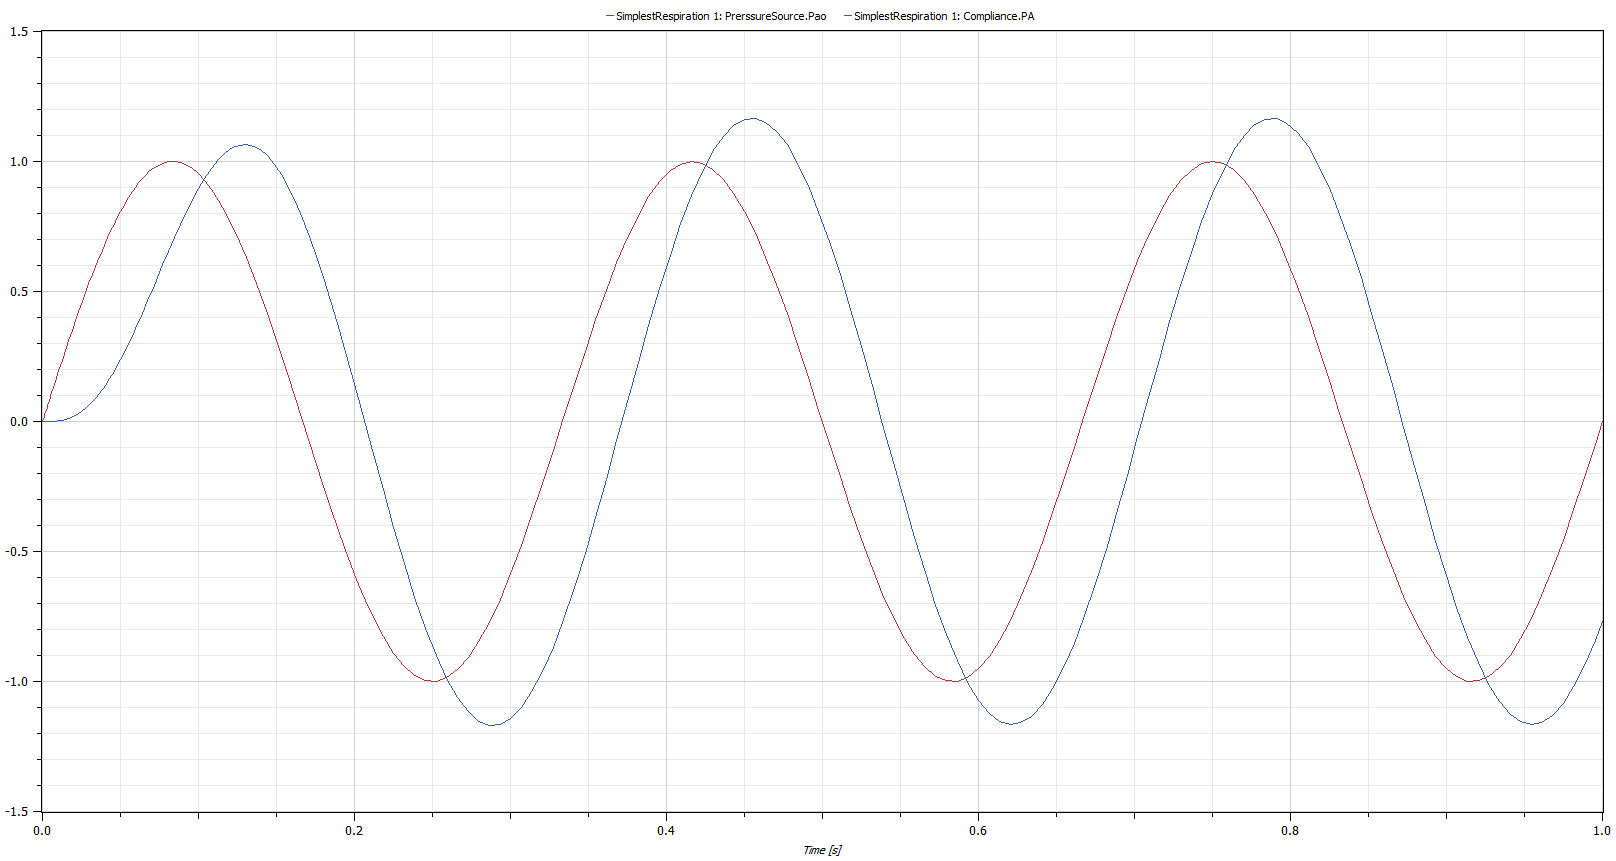 SimplestRespiration 1: PrerssureSource.Pao SimplestRespiration 1: Compliance.PA
1.5
1.0
0.5
0.0
-0.5
-1.0
-1.5
0.0 0.2 0.4 0.6 0.8 1.0
Time [s]